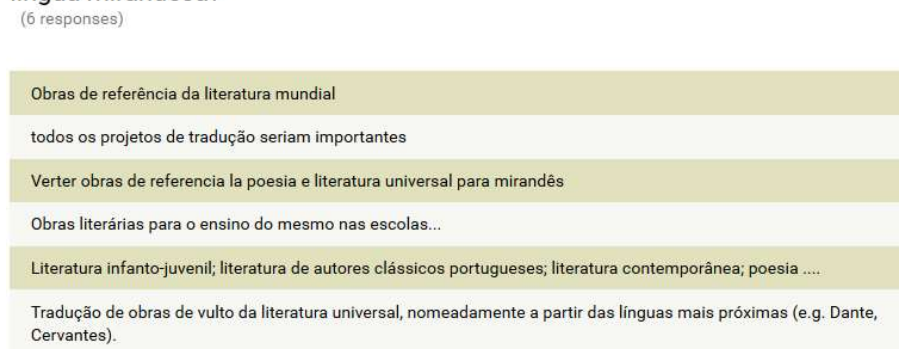 (6 responses)
Obras de referência da literatura mundial
todos os projetos de tradução seriam importantes
Verter obras de referencia la poesia e literatura universal para mirandês
Obras literárias para o ensino do mesmo nas escolas...
Literatura infanto-juvenil; literatura de autores clássicos portugueses; literatura contemporânea; poesia ....
Tradução de obras de vulto da literatura universal, nomeadamente a partir das línguas mais próximas (e.g. Dante,
Cervantes).